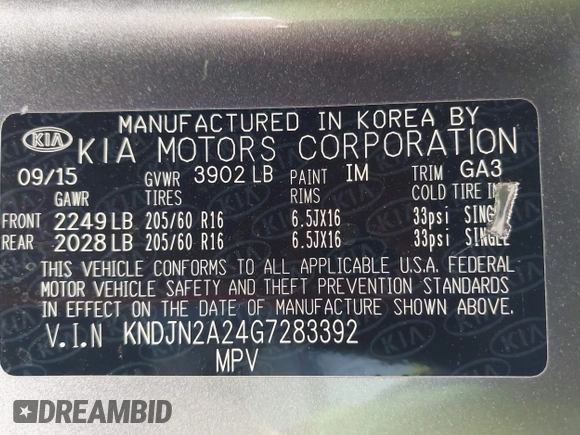 MANUFACTURED IN KOREA BY
KIA KIA MOTORS CORPORATION
09/15 GVWR 3902 LB PAINT IM TRIM GA3
GAWR TIRES RIMS COLD TIRE
FRONT 2249 LB 205/60 R16 6.5JX16 33psi
REAR 2028 LB 205/60 R16 6.5JX16 33psi SINGLE
THIS VEHICLE CONFORMS TO ALL APPLICABLE U.S.A. FEDERAL
MOTOR VEHICLE SAFETY AND THEFT PREVENTION STANDARDS
IN EFFECT ON THE DATE OF MANUFACTURE SHOWN ABOVE.
V.I.N KNDJN2A24G7283392
MPV
DREAMBID